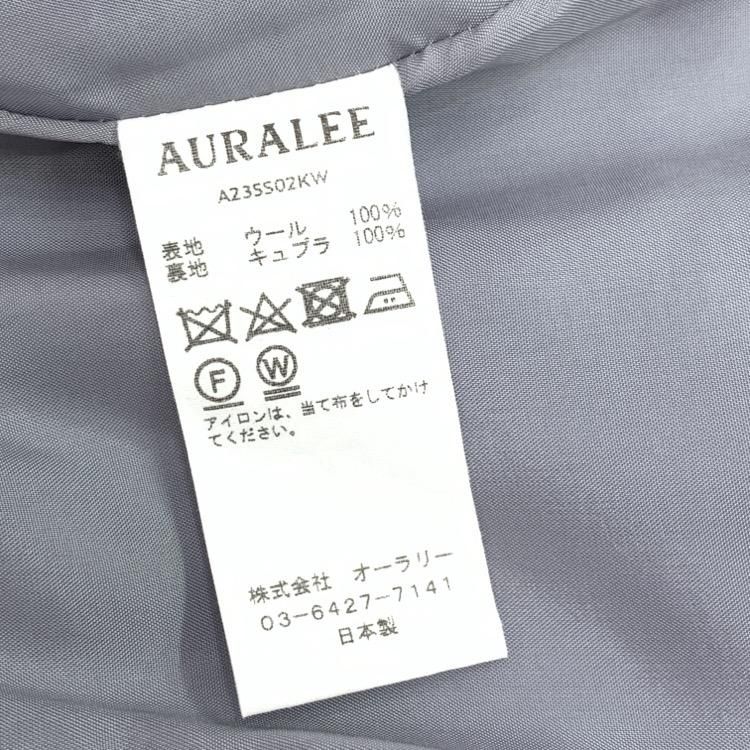 AURALEE
A23SS02KW
表地 ウール 100%
裏地 キュプラ 100%
F W
アイロンは、当て布をしてかけ
てください。
株式会社 オーラリー
03-6427-7141
日本製